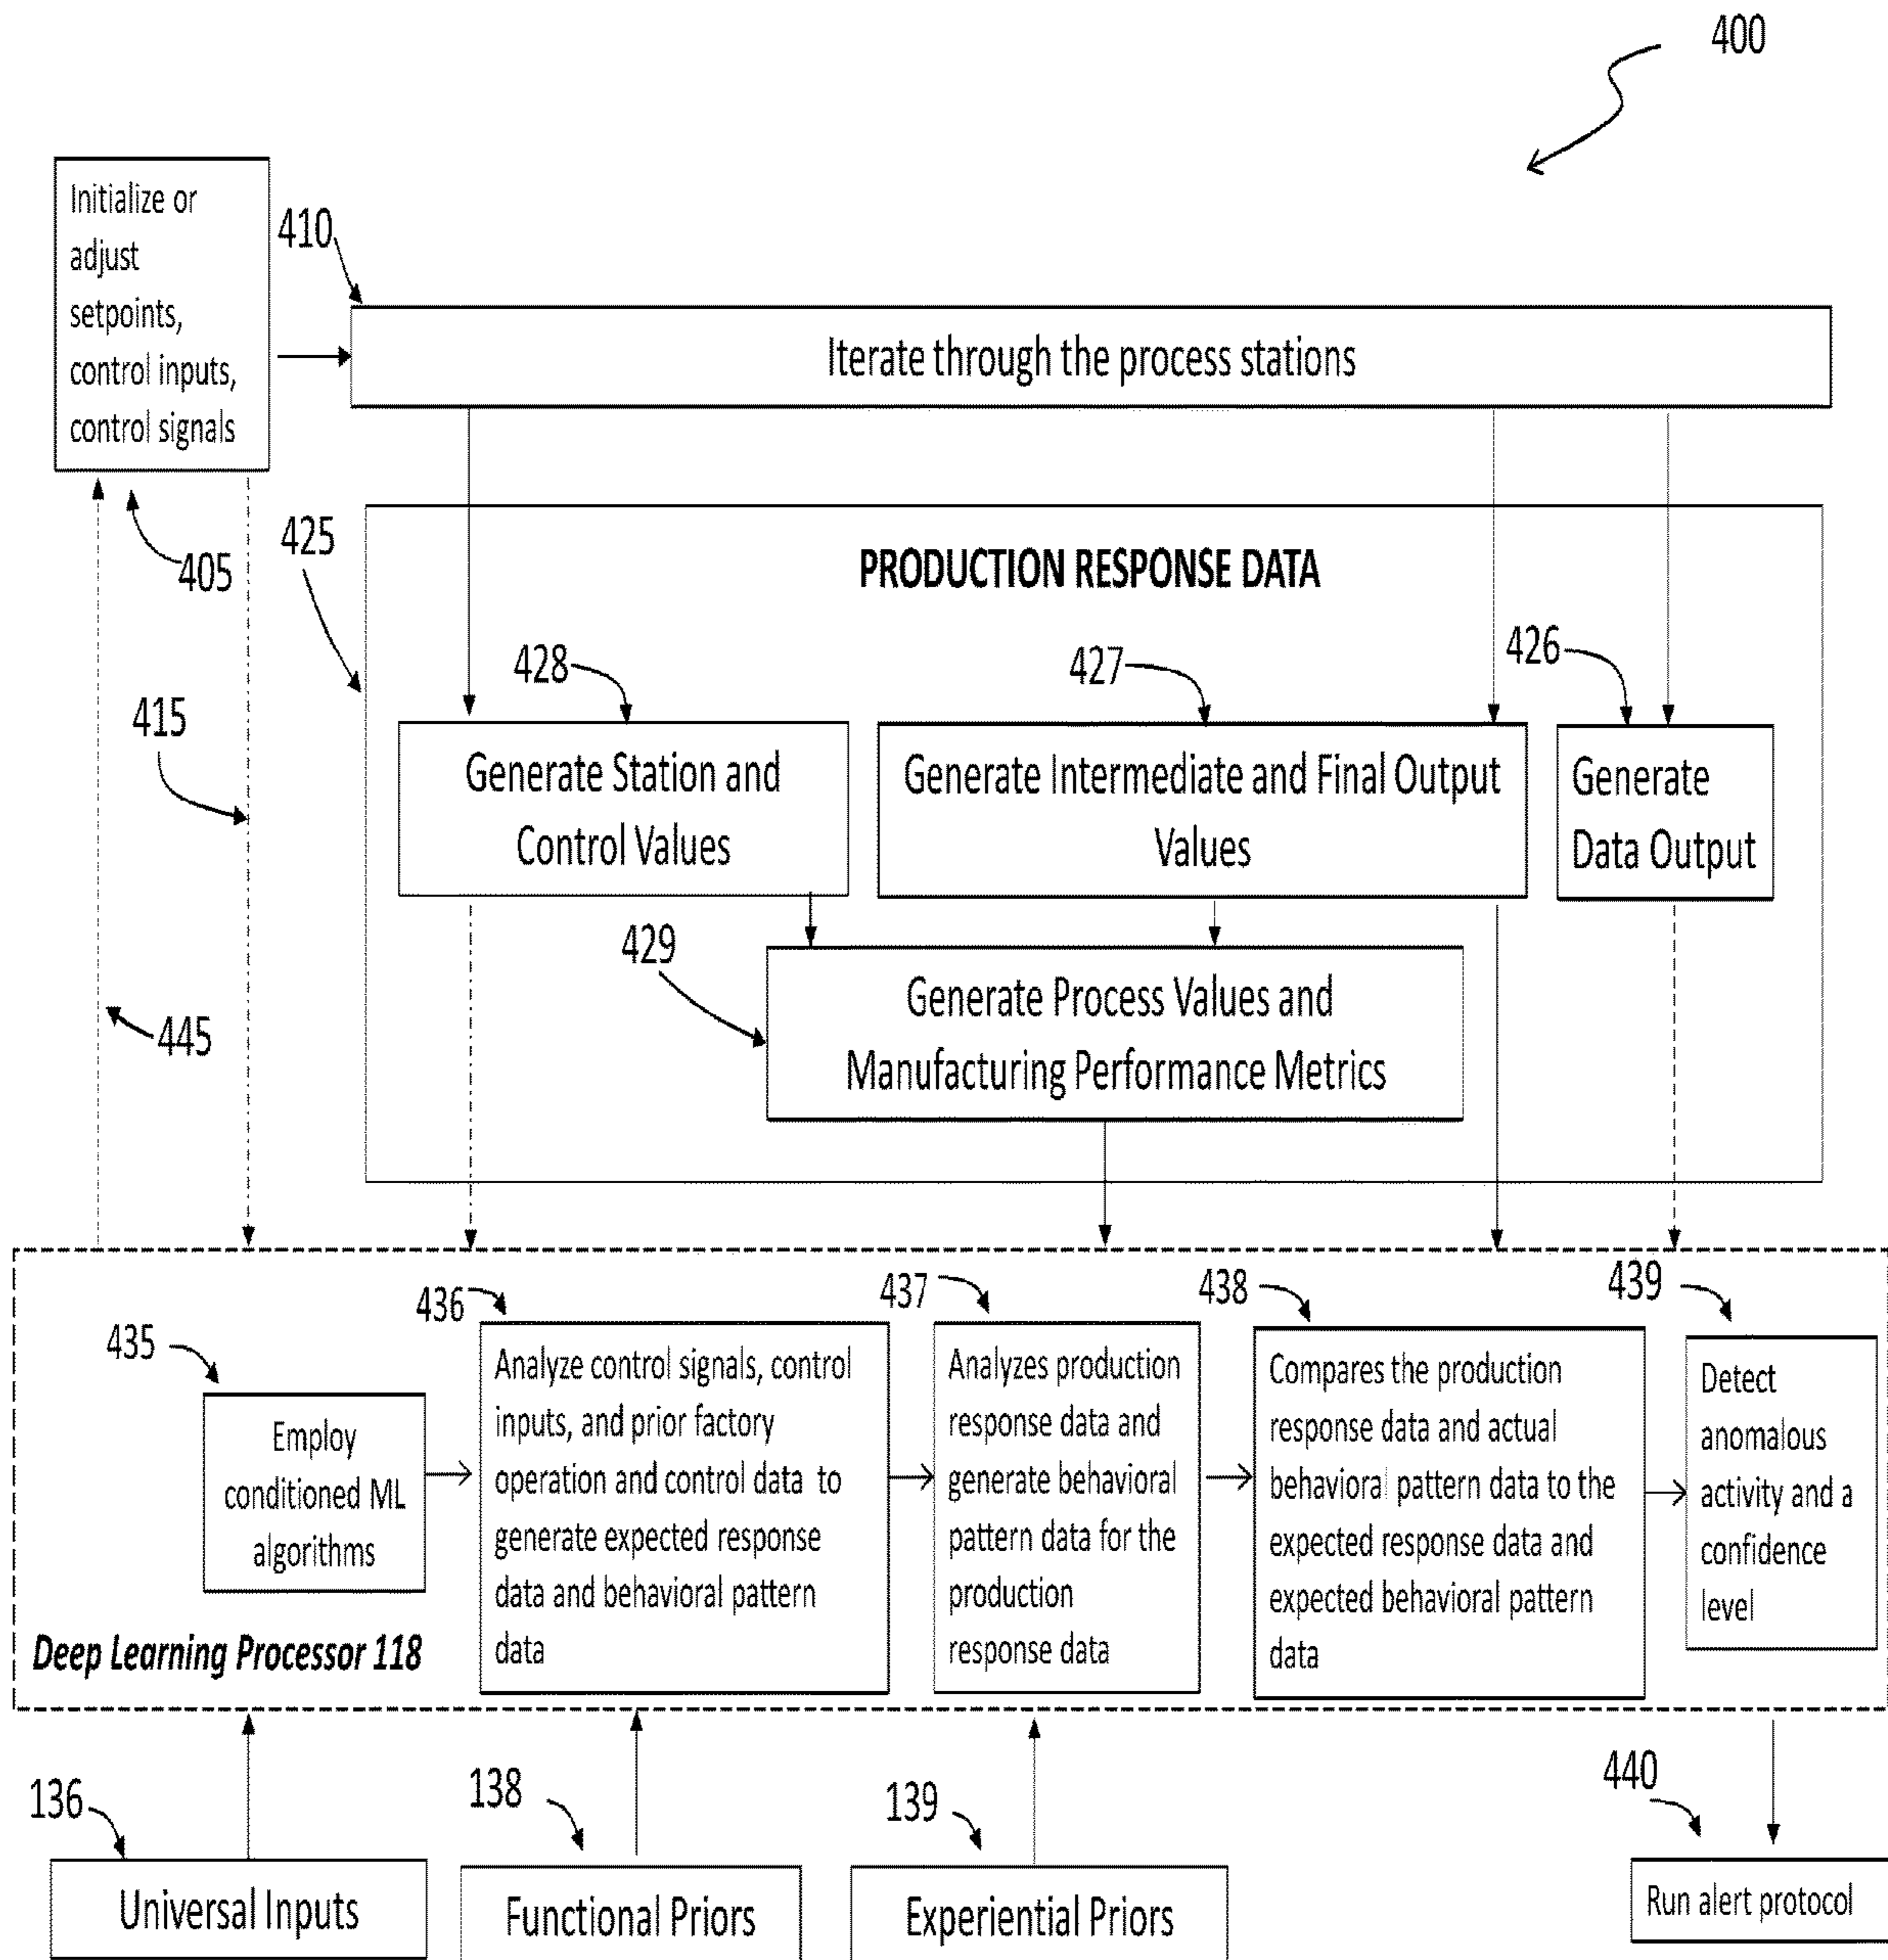 400
Initialize or
adjust
setpoints,
control inputs,
control signals
410
Iterate through the process stations
405
425
PRODUCTION RESPONSE DATA
415
428
427
426
Generate Station and
Control Values
Generate Intermediate and Final Output
Values
Generate
Data Output
429
Generate Process Values and
Manufacturing Performance Metrics
445
435
436
437
438
439
Employ
conditioned ML
algorithms
Analyze control signals, control
inputs, and prior factory
operation and control data to
generate expected response
data and behavioral pattern
data
Analyzes production
response data and
generate behavioral
pattern data for the
production
response data
Compares the production
response data and actual
behavioral pattern data to the
expected response data and
expected behavioral pattern
data
Detect
anomalous
activity and a
confidence
level
Deep Learning Processor 118
136
138
139
440
Universal Inputs
Functional Priors
Experiential Priors
Run alert protocol